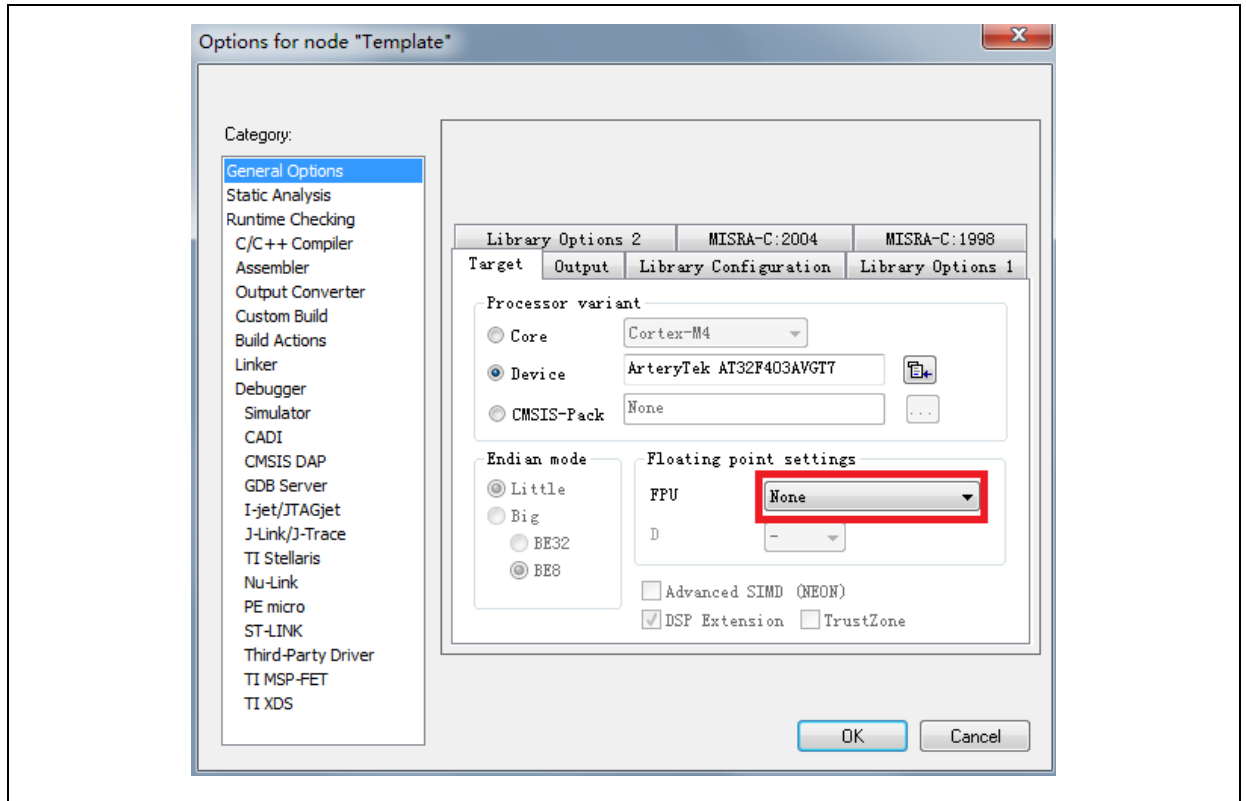 Options for node "Template"
Category:
General Options
Static Analysis
Runtime Checking
C/C++ Compiler
Assembler
Output Converter
Custom Build
Build Actions
Linker
Debugger
Simulator
CADI
CMSIS DAP
GDB Server
I-jet/JTAGjet
J-Link/J-Trace
TI Stellaris
Nu-Link
PE micro
ST-LINK
Third-Party Driver
TI MSP-FET
TI XDS
Library Options 2 MISRA-C:2004 MISRA-C:1998
Target Output Library Configuration Library Options 1
Processor variant
Core Cortex-M4
Device ArteryTek AT32F403AVGT7
CMSIS-Pack None ...
Endian mode
Little
Big
BE32
BE8
Floating point settings
FPU None
D -
Advanced SIMD (NEON)
DSP Extension TrustZone
OK Cancel